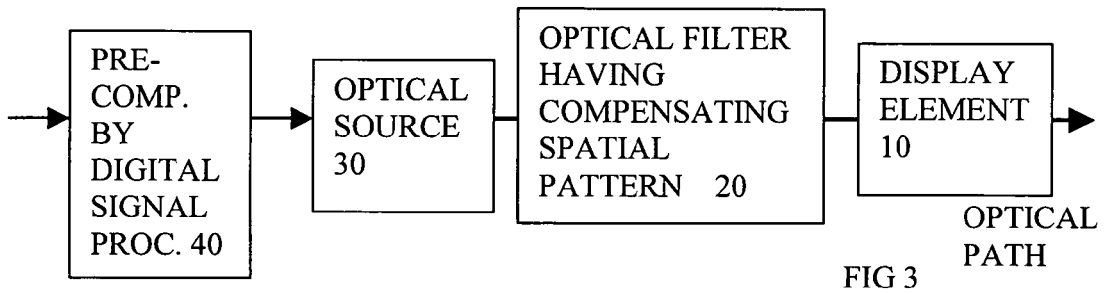 PRE-
COMP.
BY
DIGITAL
SIGNAL
PROC. 40
OPTICAL
SOURCE
30
OPTICAL FILTER
HAVING
COMPENSATING
SPATIAL
PATTERN 20
DISPLAY
ELEMENT
10
OPTICAL
PATH
FIG 3